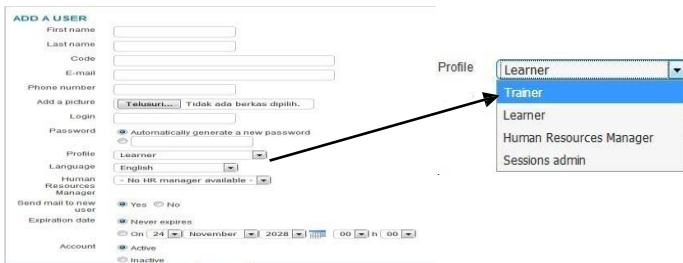 ADD A USER
First name
Last name
Code
E-mail
Phone number
Add a picture Telusuri... Tidak ada berkas dipilih.
Login
Password Automatically generate a new password
Profile Learner
Language English
Human Resources Manager - No HR manager available -
Send mail to new user Yes No
Expiration date Never expires
On 24 November 2028 00 h 00
Account Active
Inactive
Profile Learner
Trainer
Learner
Human Resources Manager
Sessions admin